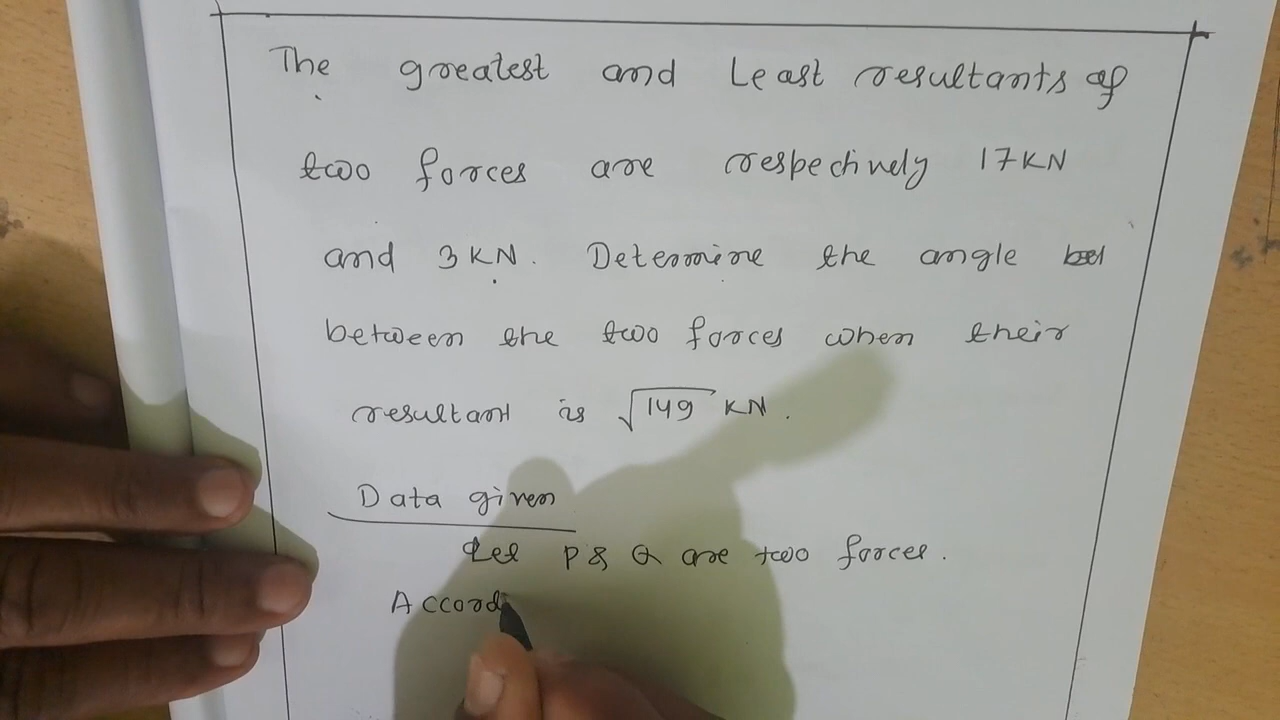 The greatest and Least resultants of
two forces are respectively 17KN
and 3KN. Determine the angle
between the two forces when their
resultant is √149 KN.
Data given
Let P & Q are two forces.
Accord